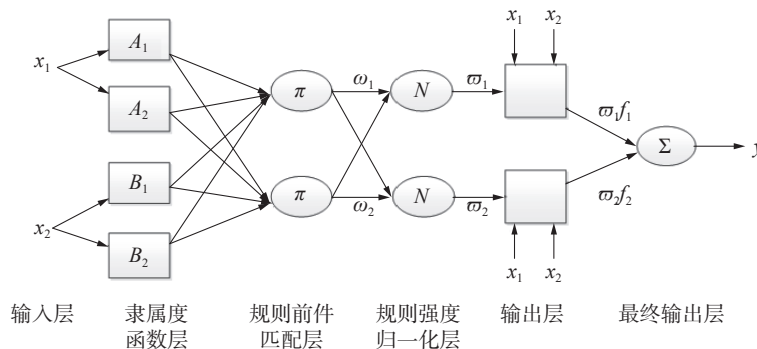 x₁ x₂
A₁
x₁
π ω₁ N ϖ₁
A₂
ϖ₁f₁
Σ y
B₁
π ω₂ N ϖ₂
ϖ₂f₂
x₂
B₂
x₁ x₂
输入层 隶属度 规则前件 规则强度 输出层 最终输出层
函数层 匹配层 归一化层